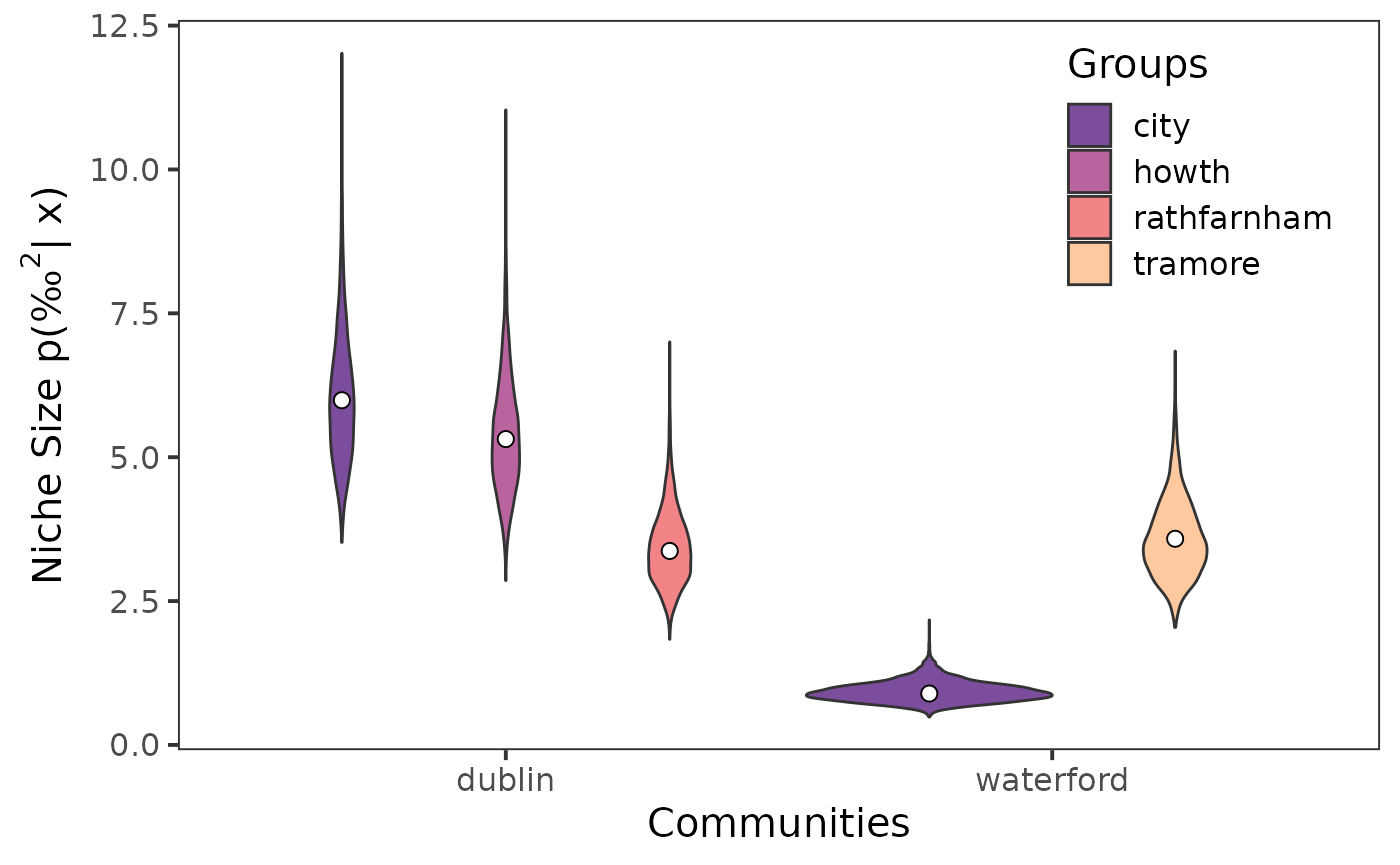 12.5
10.0
7.5
5.0
2.5
0.0
Niche Size p(‰²| x)
Groups
city
howth
rathfarnham
tramore
dublin
waterford
Communities